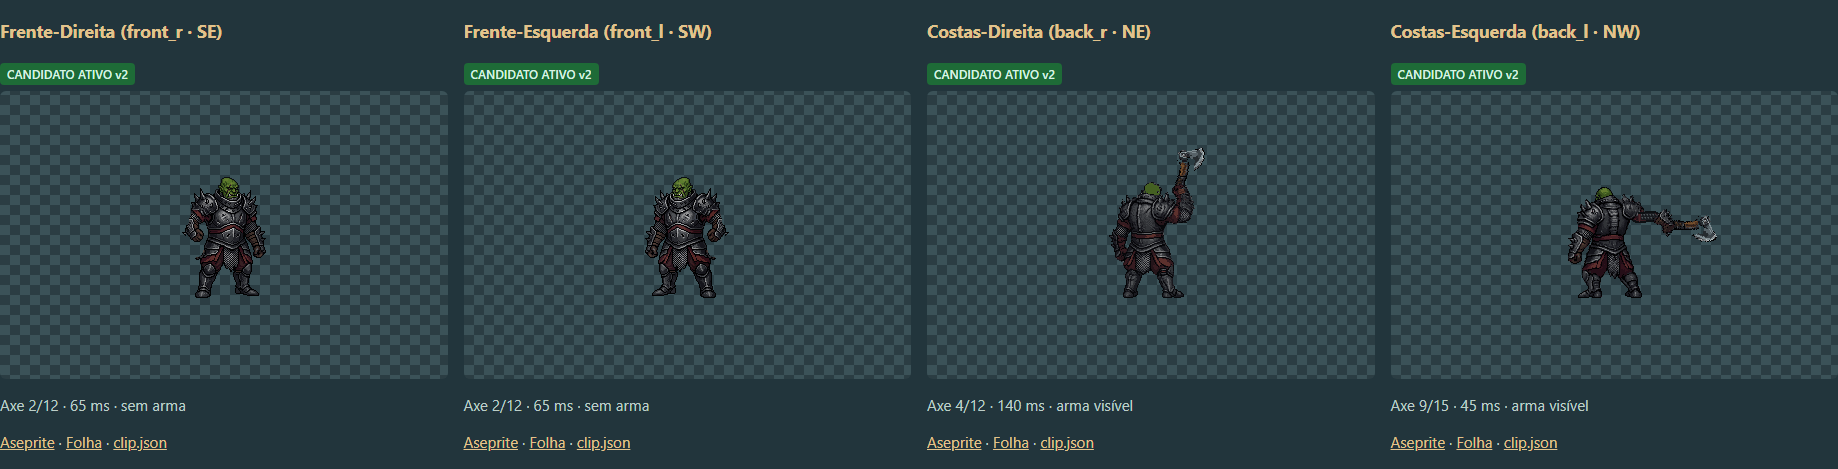 Frente-Direita (front_r · SE)
CANDIDATO ATIVO v2
Axe 2/12 · 65 ms · sem arma
Aseprite · Folha · clip.json
Frente-Esquerda (front_l · SW)
CANDIDATO ATIVO v2
Axe 2/12 · 65 ms · sem arma
Aseprite · Folha · clip.json
Costas-Direita (back_r · NE)
CANDIDATO ATIVO v2
Axe 4/12 · 140 ms · arma visível
Aseprite · Folha · clip.json
Costas-Esquerda (back_l · NW)
CANDIDATO ATIVO v2
Axe 9/15 · 45 ms · arma visível
Aseprite · Folha · clip.json